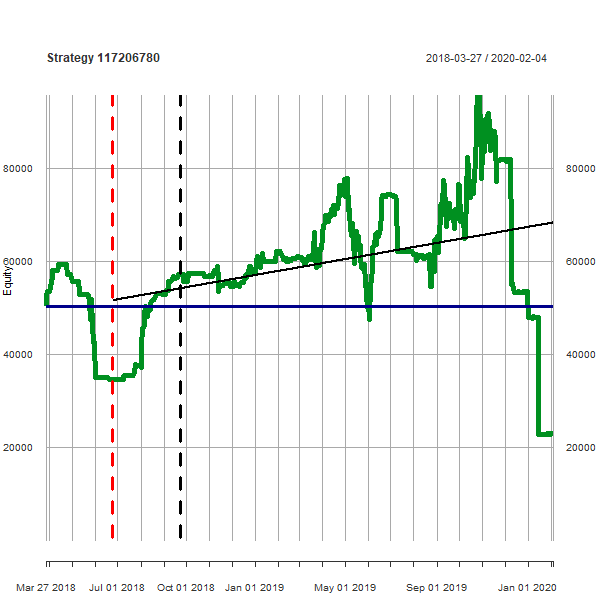 Strategy 117206780
2018-03-27 / 2020-02-04
80000
80000
60000
60000
Equity
40000
40000
20000
20000
Mar 27 2018
Jul 01 2018
Oct 01 2018
Jan 01 2019
May 01 2019
Sep 01 2019
Jan 01 2020